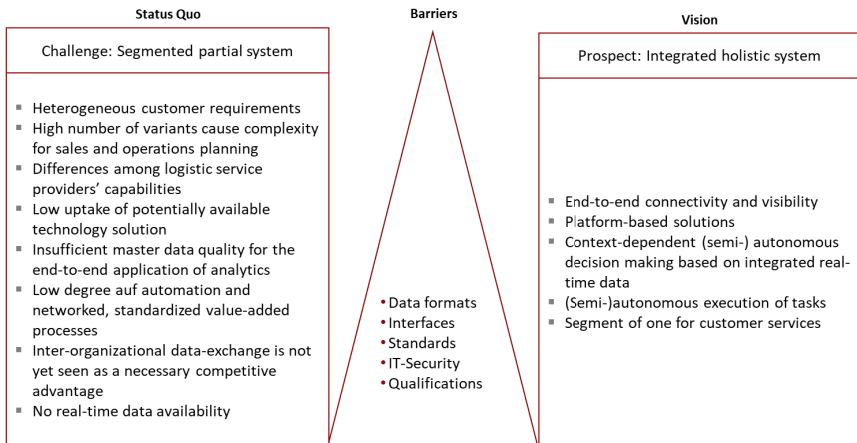 Status Quo
Challenge: Segmented partial system
▪ Heterogeneous customer requirements
▪ High number of variants cause complexity
for sales and operations planning
▪ Differences among logistic service
providers' capabilities
▪ Low uptake of potentially available
technology solution
▪ Insufficient master data quality for the
end-to-end application of analytics
▪ Low degree auf automation and
networked, standardized value-added
processes
▪ Inter-organizational data-exchange is not
yet seen as a necessary competitive
advantage
▪ No real-time data availability
Barriers
• Data formats
• Interfaces
• Standards
• IT-Security
• Qualifications
Vision
Prospect: Integrated holistic system
▪ End-to-end connectivity and visibility
▪ Platform-based solutions
▪ Context-dependent (semi-) autonomous
decision making based on integrated real-
time data
▪ (Semi-)autonomous execution of tasks
▪ Segment of one for customer services